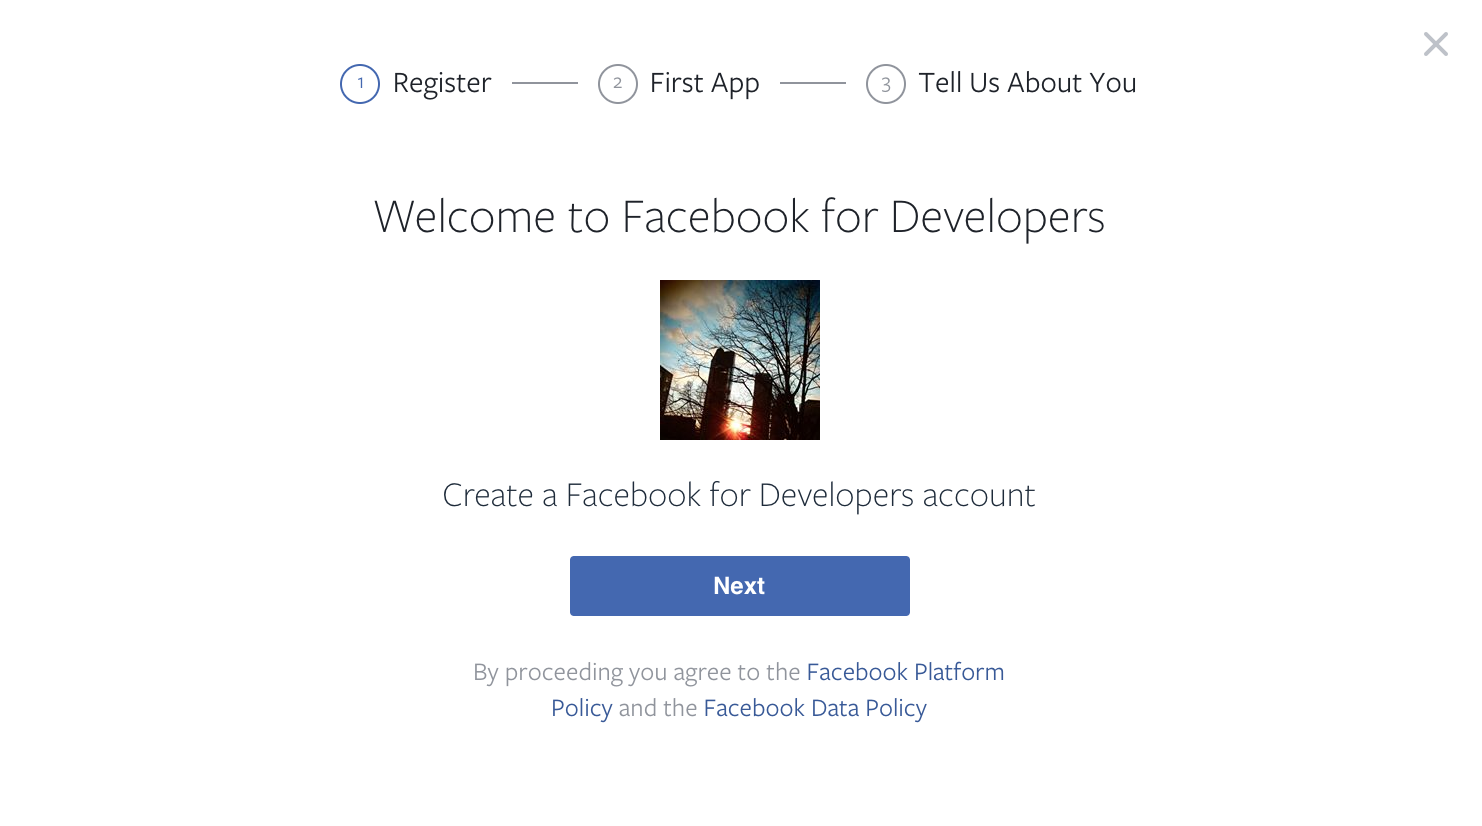 1 Register 2 First App 3 Tell Us About You
Welcome to Facebook for Developers
Create a Facebook for Developers account
Next
By proceeding you agree to the Facebook Platform
Policy and the Facebook Data Policy